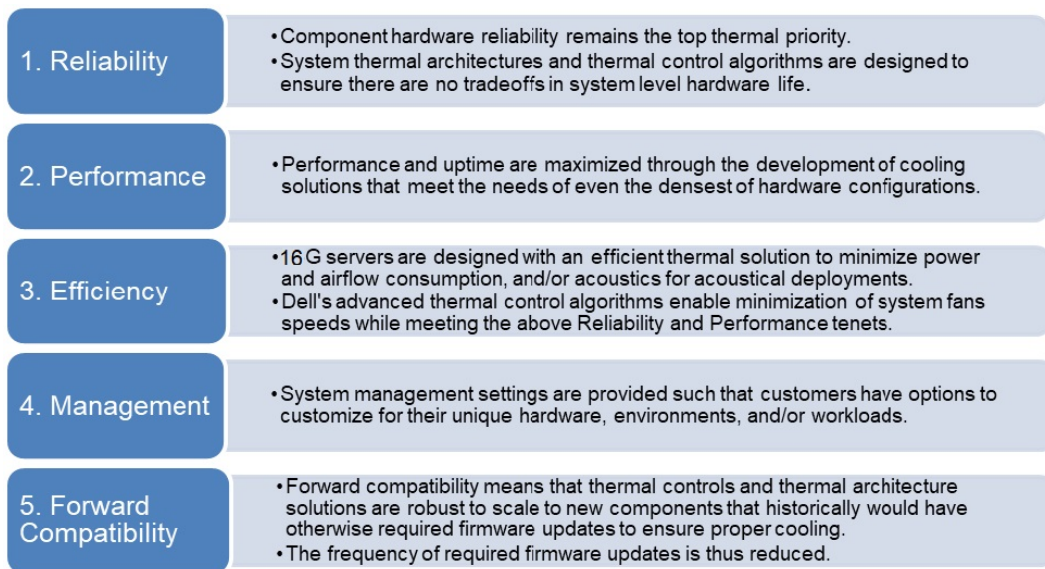 1. Reliability
•Component hardware reliability remains the top thermal priority.
•System thermal architectures and thermal control algorithms are designed to
ensure there are no tradeoffs in system level hardware life.
2. Performance
•Performance and uptime are maximized through the development of cooling
solutions that meet the needs of even the densest of hardware configurations.
3. Efficiency
•16G servers are designed with an efficient thermal solution to minimize power
and airflow consumption, and/or acoustics for acoustical deployments.
•Dell's advanced thermal control algorithms enable minimization of system fans
speeds while meeting the above Reliability and Performance tenets.
4. Management
•System management settings are provided such that customers have options to
customize for their unique hardware, environments, and/or workloads.
5. Forward
Compatibility
•Forward compatibility means that thermal controls and thermal architecture
solutions are robust to scale to new components that historically would have
otherwise required firmware updates to ensure proper cooling.
•The frequency of required firmware updates is thus reduced.